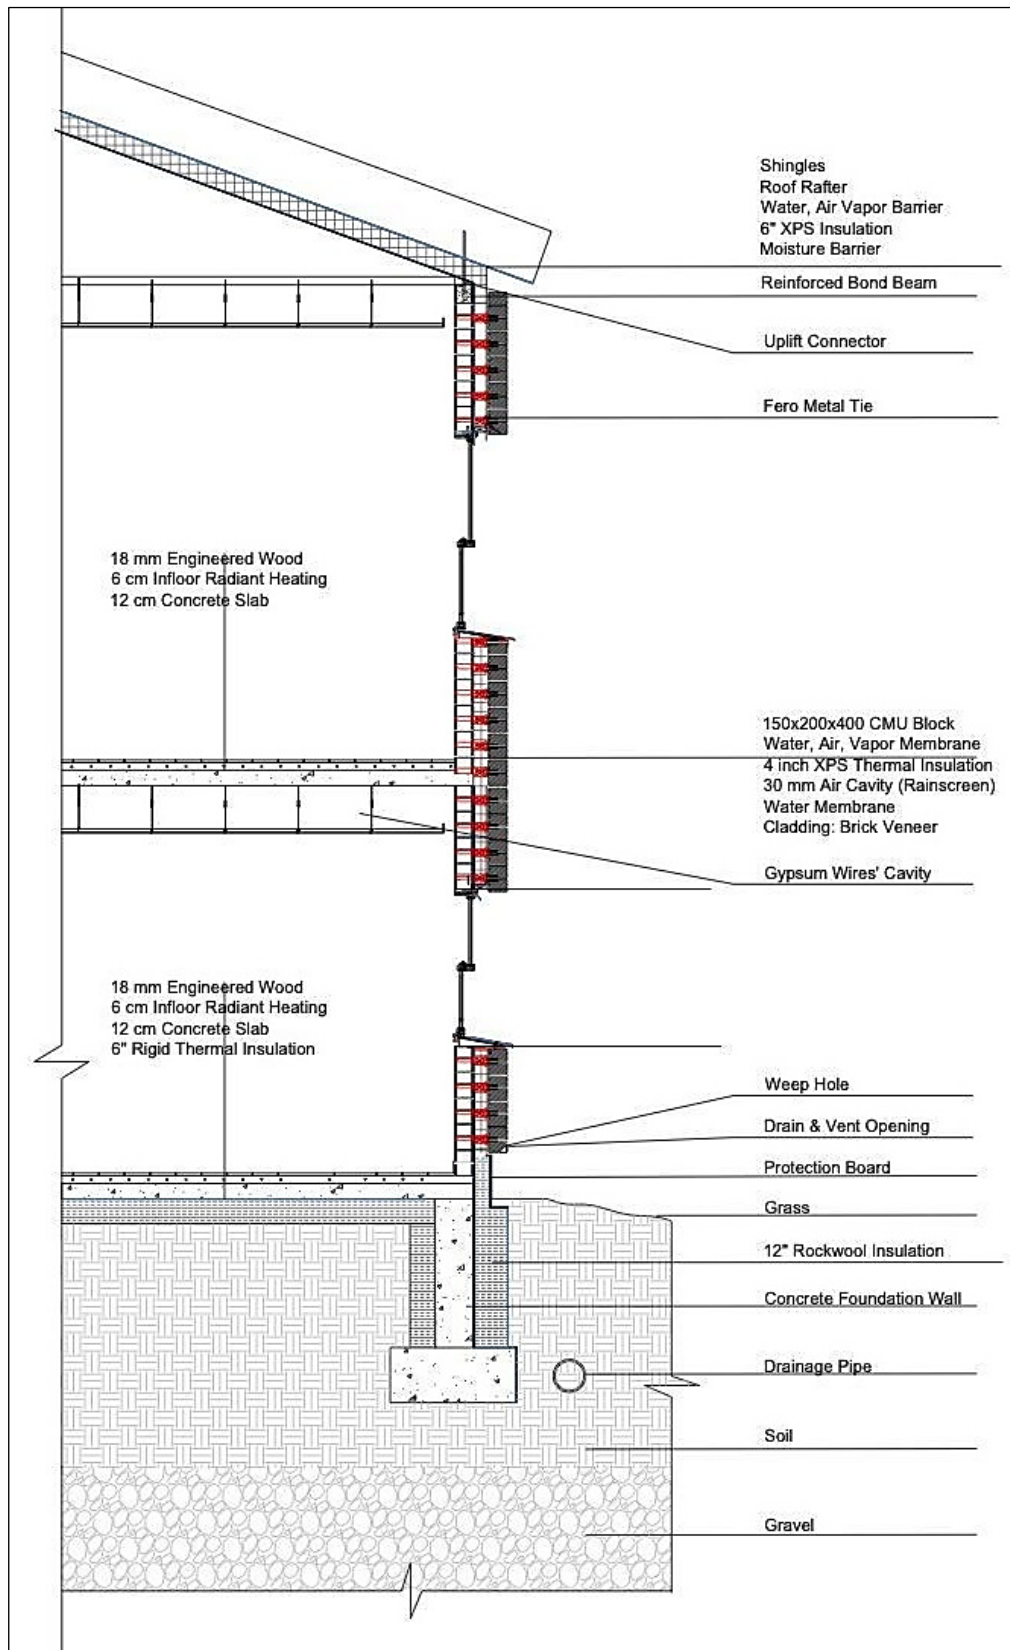 Shingles
Roof Rafter
Water, Air Vapor Barrier
6" XPS Insulation
Moisture Barrier
Reinforced Bond Beam
Uplift Connector
Fero Metal Tie
18 mm Engineered Wood
6 cm Infloor Radiant Heating
12 cm Concrete Slab
150x200x400 CMU Block
Water, Air, Vapor Membrane
4 inch XPS Thermal Insulation
30 mm Air Cavity (Rainscreen)
Water Membrane
Cladding: Brick Veneer
Gypsum Wires' Cavity
18 mm Engineered Wood
6 cm Infloor Radiant Heating
12 cm Concrete Slab
6" Rigid Thermal Insulation
Weep Hole
Drain & Vent Opening
Protection Board
Grass
12" Rockwool Insulation
Concrete Foundation Wall
Drainage Pipe
Soil
Gravel